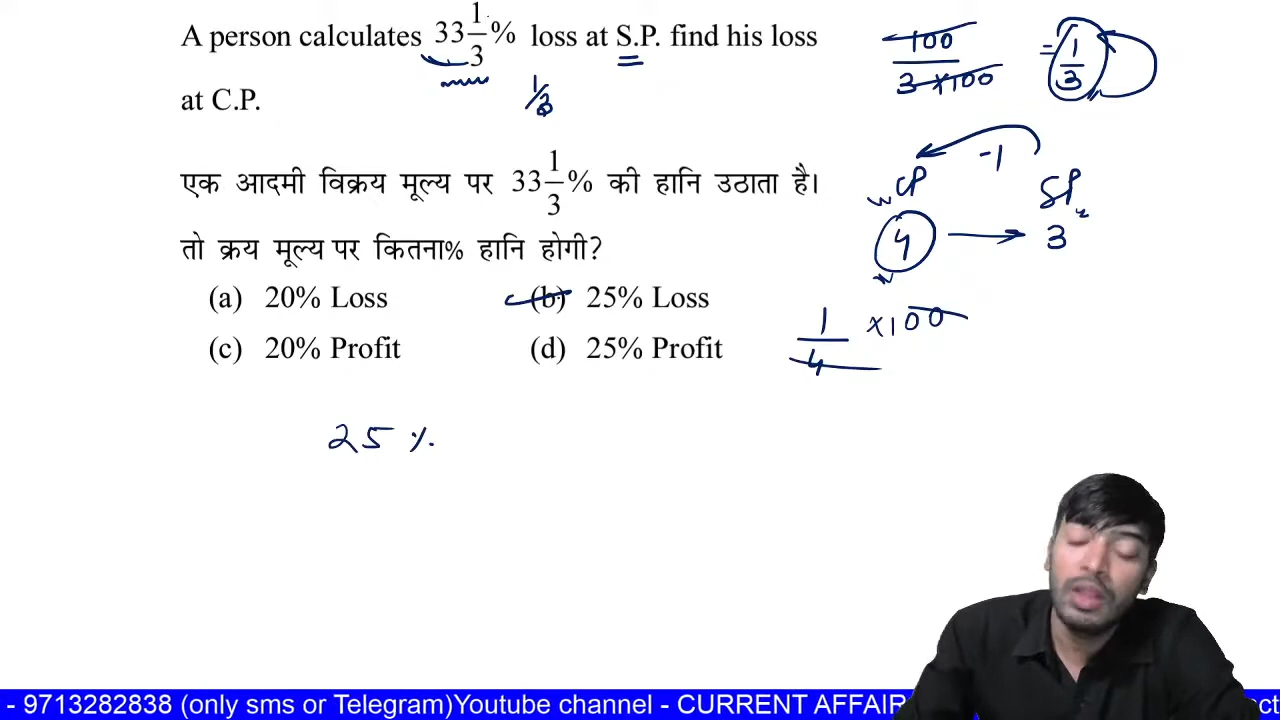 A person calculates 33 1/3 % loss at S.P. find his loss
at C.P.
1/3
100 / 3 × 100 = 1/3
एक आदमी विक्रय मूल्य पर 33 1/3 % की हानि उठाता है।
तो क्रय मूल्य पर कितना% हानि होगी?
-1
CP SP
4 → 3
(a) 20% Loss (b) 25% Loss
(c) 20% Profit (d) 25% Profit
1/4 × 100
25 %
- 9713282838 (only sms or Telegram)Youtube channel - CURRENT AFFAI